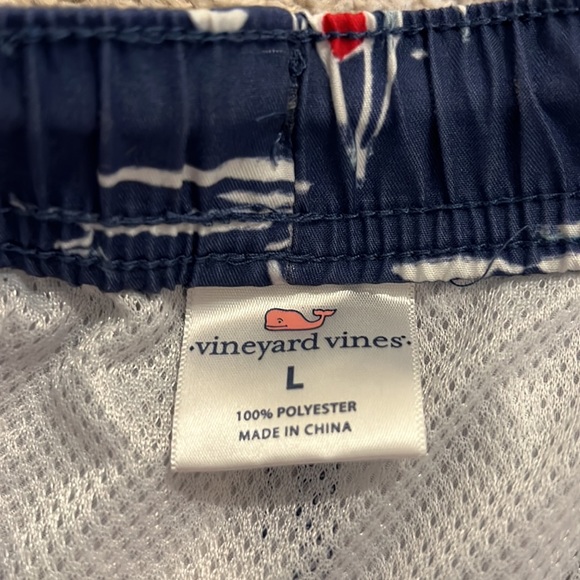 ·vineyard vines·
L
100% POLYESTER
MADE IN CHINA